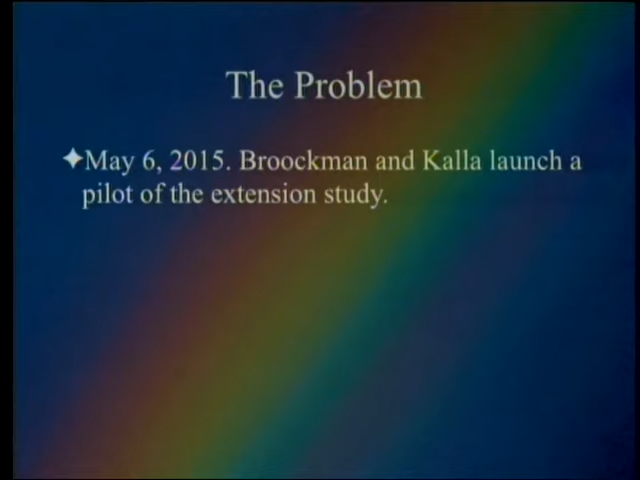 The Problem
✦May 6, 2015. Broockman and Kalla launch a
pilot of the extension study.